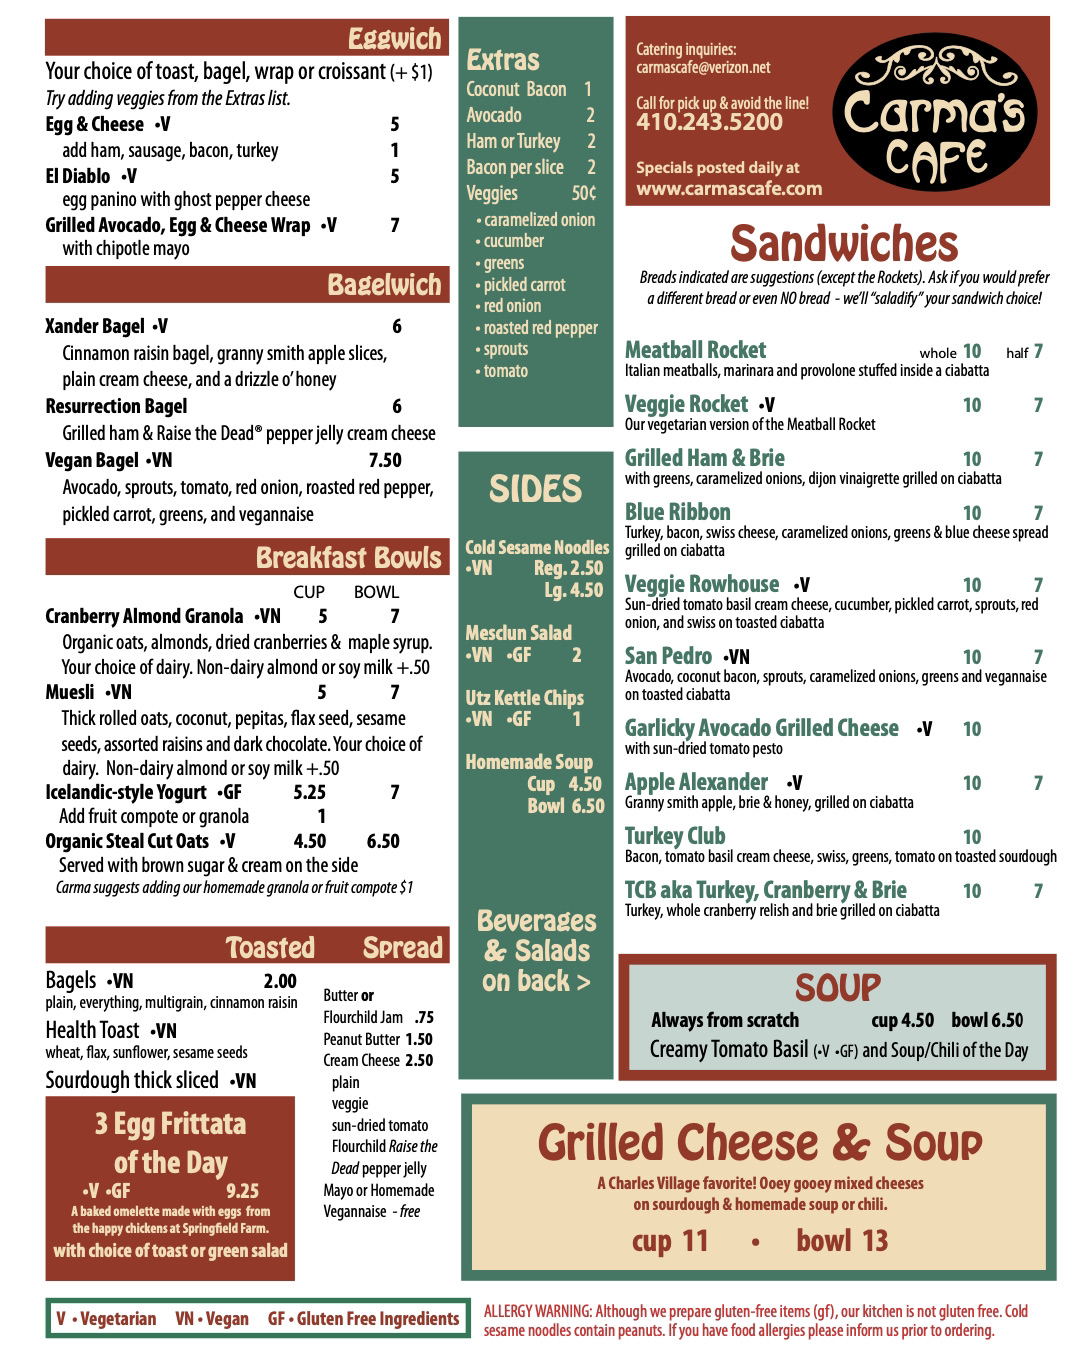 Eggwich
Your choice of toast, bagel, wrap or croissant (+ $1)
Try adding veggies from the Extras list.
Egg & Cheese •V 5
add ham, sausage, bacon, turkey 1
El Diablo •V 5
egg panino with ghost pepper cheese
Grilled Avocado, Egg & Cheese Wrap •V 7
with chipotle mayo
Bagelwich
Xander Bagel •V 6
Cinnamon raisin bagel, granny smith apple slices,
plain cream cheese, and a drizzle o' honey
Resurrection Bagel 6
Grilled ham & Raise the Dead® pepper jelly cream cheese
Vegan Bagel •VN 7.50
Avocado, sprouts, tomato, red onion, roasted red pepper,
pickled carrot, greens, and vegannaise
Breakfast Bowls
CUP BOWL
Cranberry Almond Granola •VN 5 7
Organic oats, almonds, dried cranberries & maple syrup.
Your choice of dairy. Non-dairy almond or soy milk +.50
Muesli •VN 5 7
Thick rolled oats, coconut, pepitas, flax seed, sesame
seeds, assorted raisins and dark chocolate. Your choice of
dairy. Non-dairy almond or soy milk +.50
Icelandic-style Yogurt •GF 5.25 7
Add fruit compote or granola 1
Organic Steal Cut Oats •V 4.50 6.50
Served with brown sugar & cream on the side
Carma suggests adding our homemade granola or fruit compote $1
Toasted Spread
Bagels •VN 2.00
plain, everything, multigrain, cinnamon raisin
Health Toast •VN
wheat, flax, sunflower, sesame seeds
Sourdough thick sliced •VN
Butter or
Flourchild Jam .75
Peanut Butter 1.50
Cream Cheese 2.50
plain
veggie
sun-dried tomato
Flourchild Raise the
Dead pepper jelly
Mayo or Homemade
Vegannaise - free
3 Egg Frittata
of the Day
•V •GF 9.25
A baked omelette made with eggs from
the happy chickens at Springfield Farm.
with choice of toast or green salad
V • Vegetarian VN • Vegan GF • Gluten Free Ingredients
Extras
Coconut Bacon 1
Avocado 2
Ham or Turkey 2
Bacon per slice 2
Veggies 50¢
• caramelized onion
• cucumber
• greens
• pickled carrot
• red onion
• roasted red pepper
• sprouts
• tomato
SIDES
Cold Sesame Noodles
•VN Reg. 2.50
Lg. 4.50
Mesclun Salad
•VN •GF 2
Utz Kettle Chips
•VN •GF 1
Homemade Soup
Cup 4.50
Bowl 6.50
Beverages
& Salads
on back >
Catering inquiries:
carmascafe@verizon.net
Call for pick up & avoid the line!
410.243.5200
Specials posted daily at
www.carmascafe.com
Carma's
CAFE
Sandwiches
Breads indicated are suggestions (except the Rockets). Ask if you would prefer
a different bread or even NO bread - we'll "saladify" your sandwich choice!
Meatball Rocket whole 10 half 7
Italian meatballs, marinara and provolone stuffed inside a ciabatta
Veggie Rocket •V 10 7
Our vegetarian version of the Meatball Rocket
Grilled Ham & Brie 10 7
with greens, caramelized onions, dijon vinaigrette grilled on ciabatta
Blue Ribbon 10 7
Turkey, bacon, swiss cheese, caramelized onions, greens & blue cheese spread
grilled on ciabatta
Veggie Rowhouse •V 10 7
Sun-dried tomato basil cream cheese, cucumber, pickled carrot, sprouts, red
onion, and swiss on toasted ciabatta
San Pedro •VN 10 7
Avocado, coconut bacon, sprouts, caramelized onions, greens and vegannaise
on toasted ciabatta
Garlicky Avocado Grilled Cheese •V 10
with sun-dried tomato pesto
Apple Alexander •V 10 7
Granny smith apple, brie & honey, grilled on ciabatta
Turkey Club 10
Bacon, tomato basil cream cheese, swiss, greens, tomato on toasted sourdough
TCB aka Turkey, Cranberry & Brie 10 7
Turkey, whole cranberry relish and brie grilled on ciabatta
SOUP
Always from scratch cup 4.50 bowl 6.50
Creamy Tomato Basil (•V •GF) and Soup/Chili of the Day
Grilled Cheese & Soup
A Charles Village favorite! Ooey gooey mixed cheeses
on sourdough & homemade soup or chili.
cup 11 • bowl 13
ALLERGY WARNING: Although we prepare gluten-free items (gf), our kitchen is not gluten free. Cold
sesame noodles contain peanuts. If you have food allergies please inform us prior to ordering.